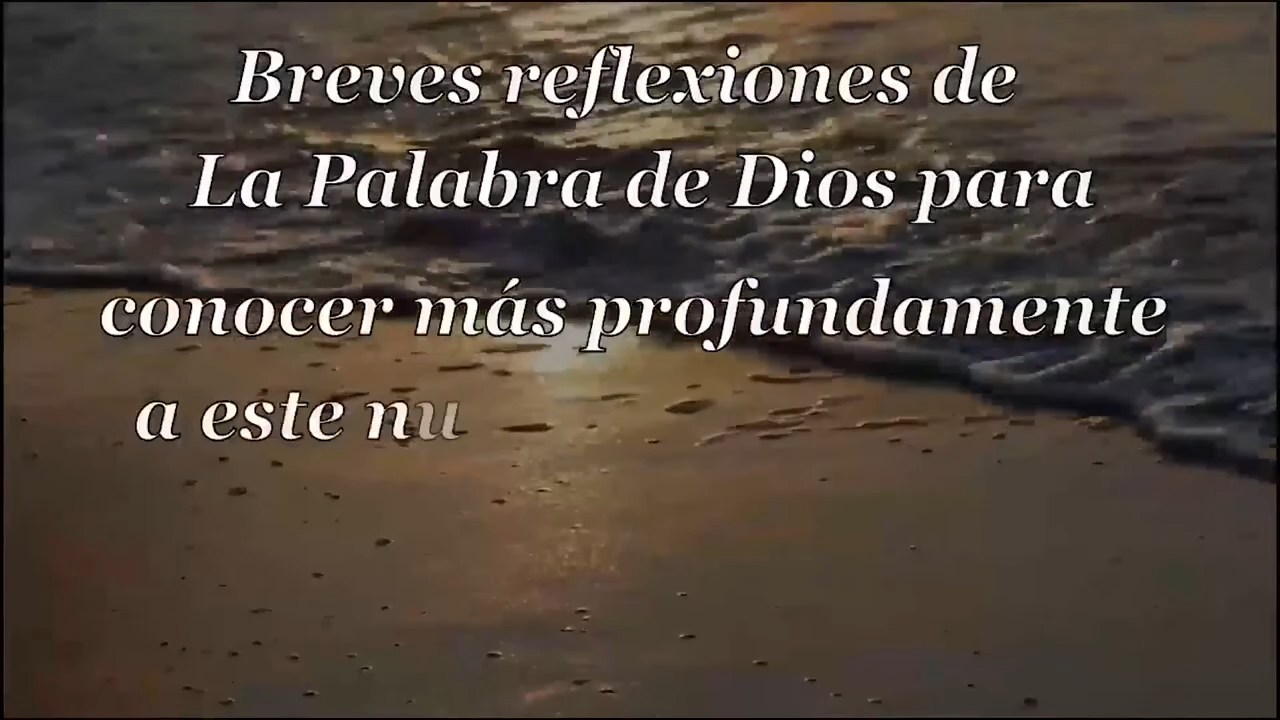 Breves reflexiones de
La Palabra de Dios para
conocer más profundamente
a este nu